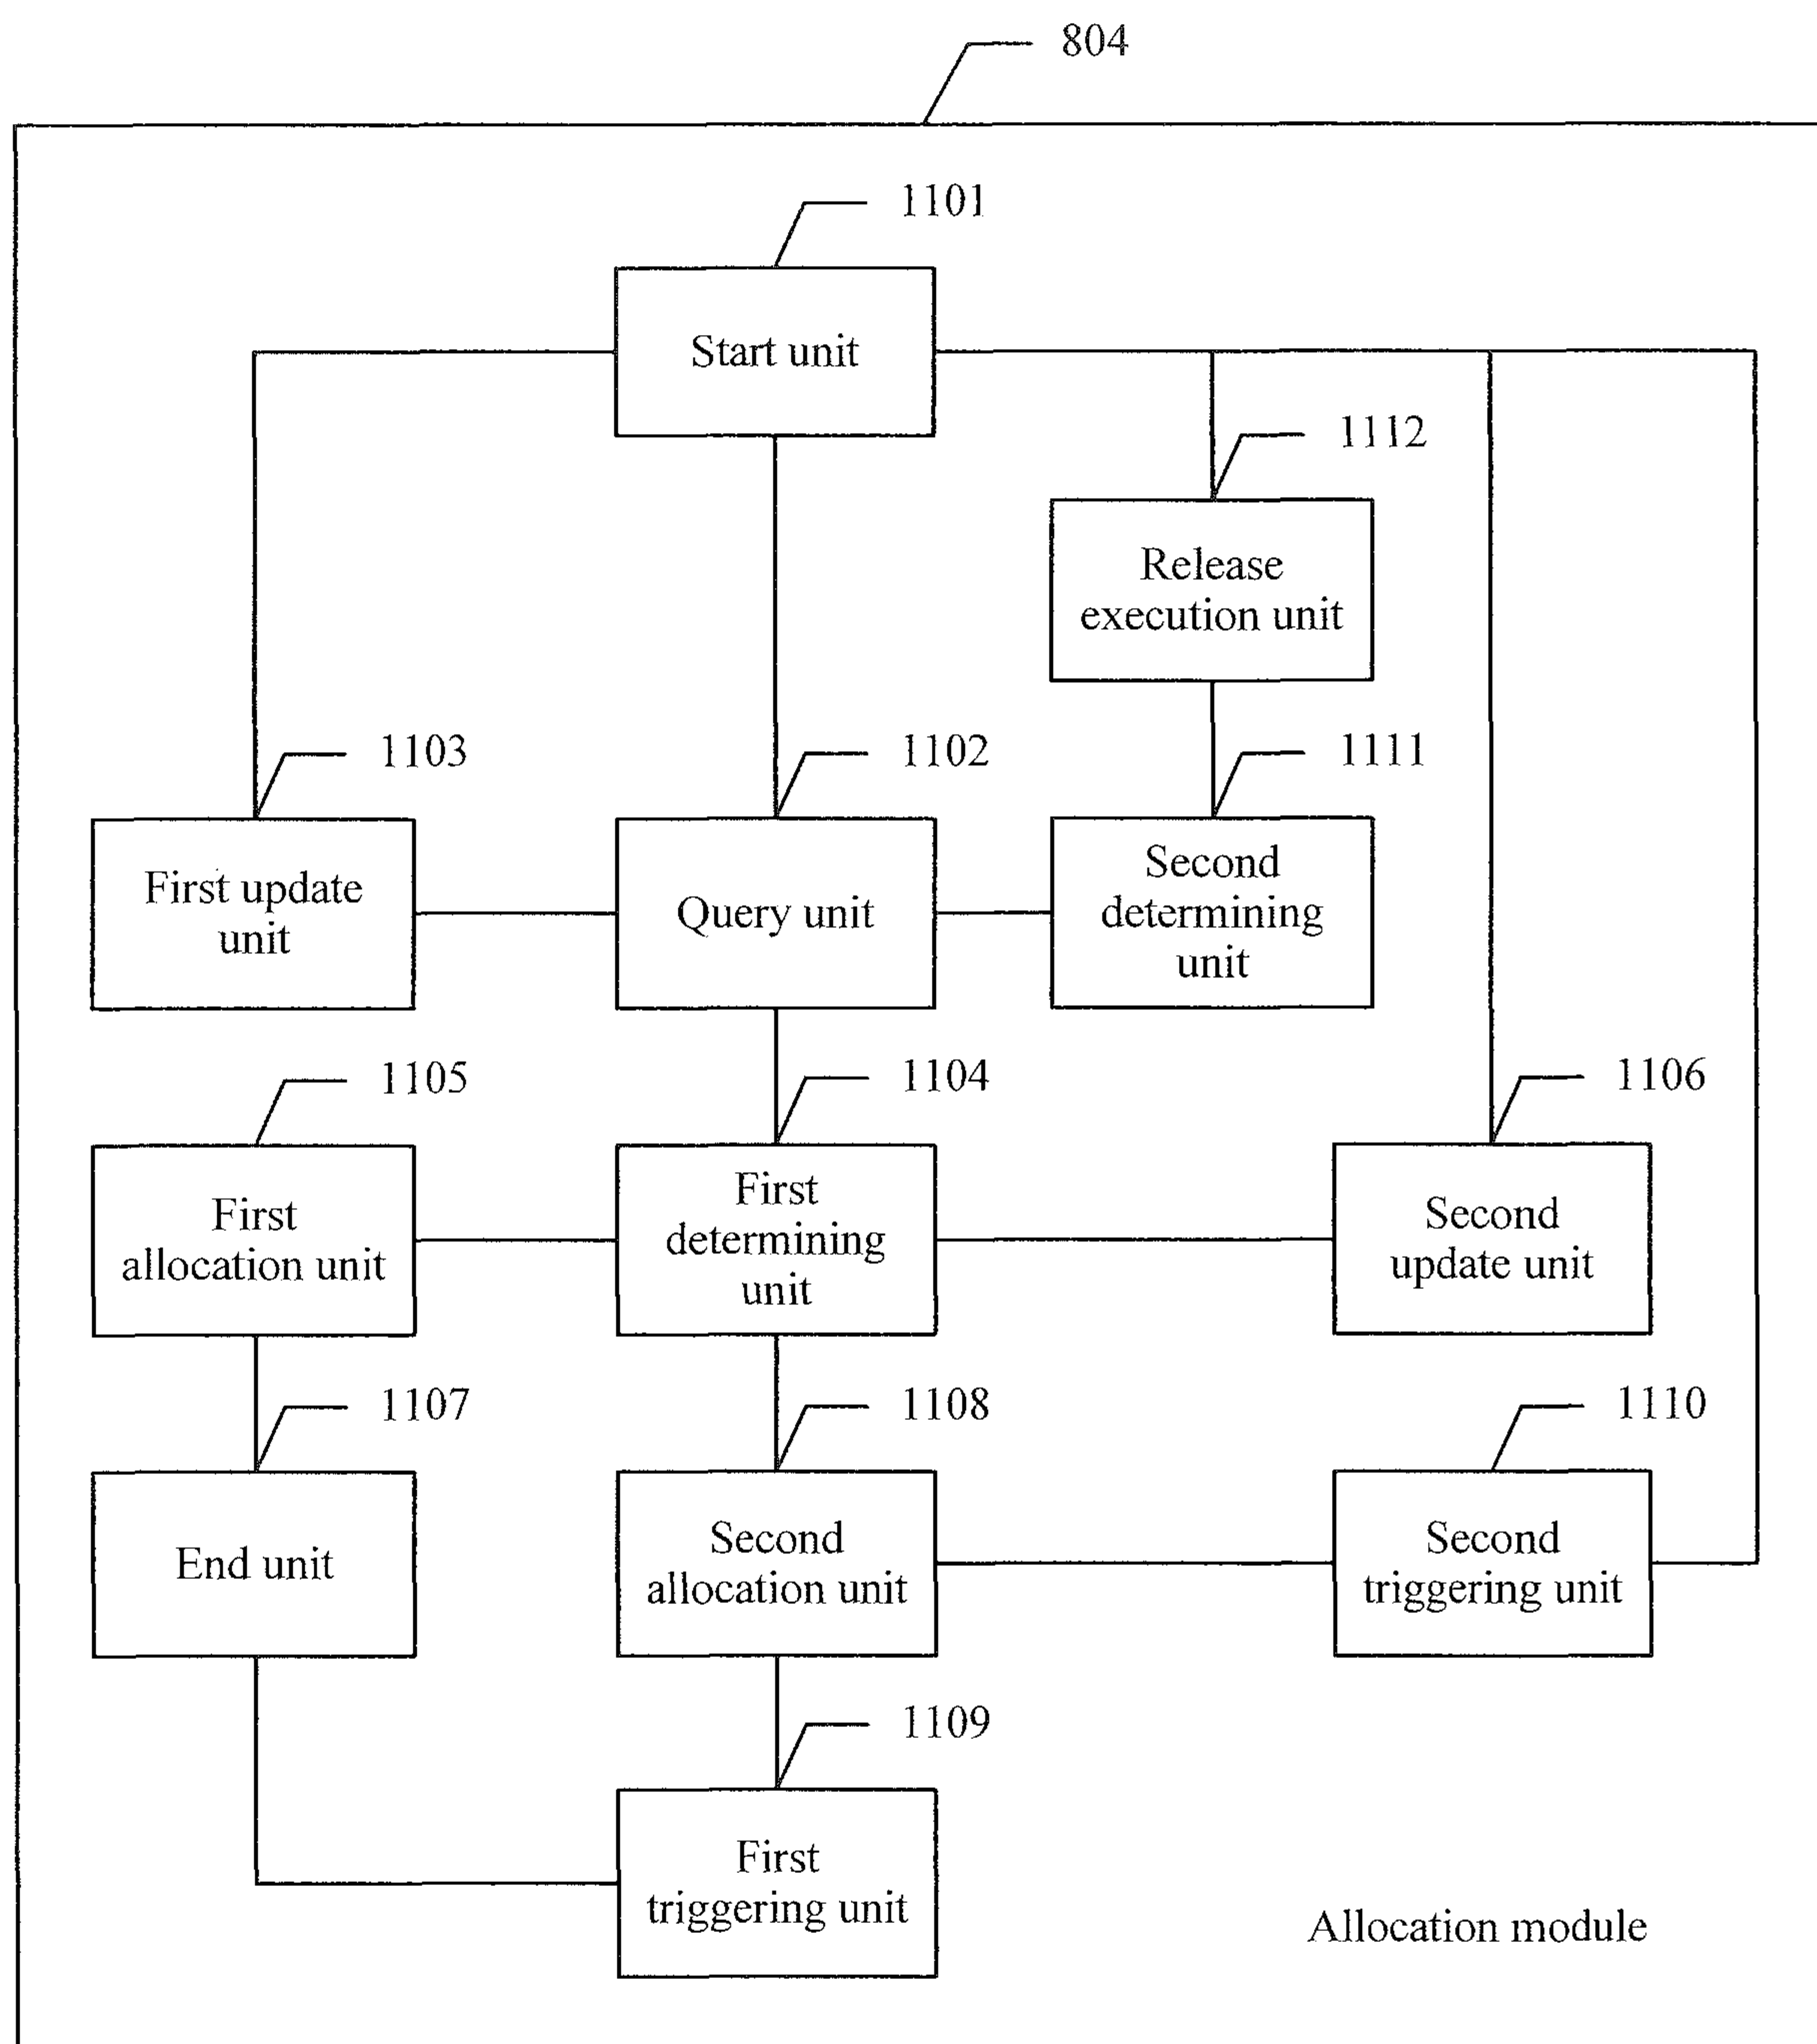 804
1101
Start unit
1112
Release
execution unit
1103
1102
1111
First update
unit
Query unit
Second
determining
unit
1105
1104
1106
First
allocation unit
First
determining
unit
Second
update unit
1107
1108
1110
End unit
Second
allocation unit
Second
triggering unit
1109
First
triggering unit
Allocation module